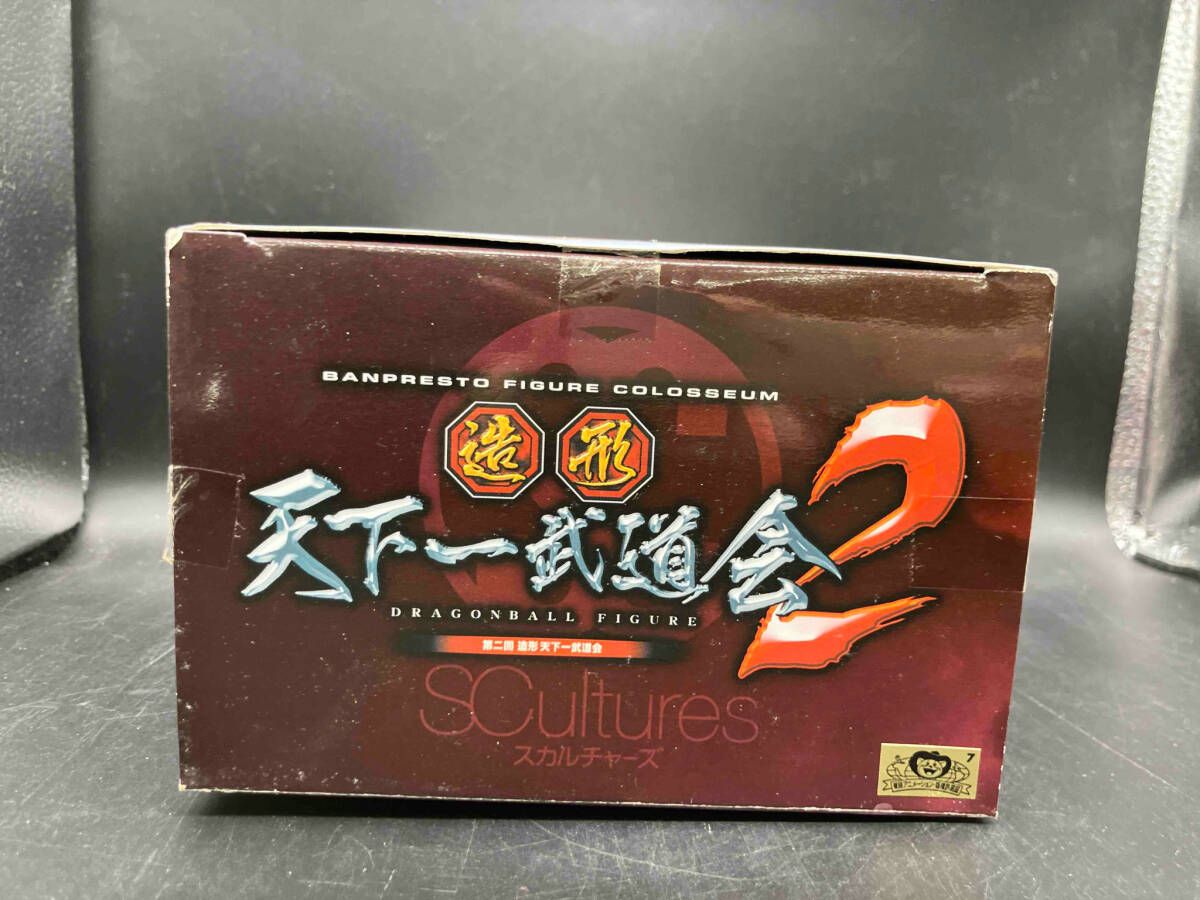 BANPRESTO FIGURE COLOSSEUM
造形
天下一武道会2
DRAGONBALL FIGURE
第二回 造形 天下一武道会
SCultures
スカルチャーズ
7